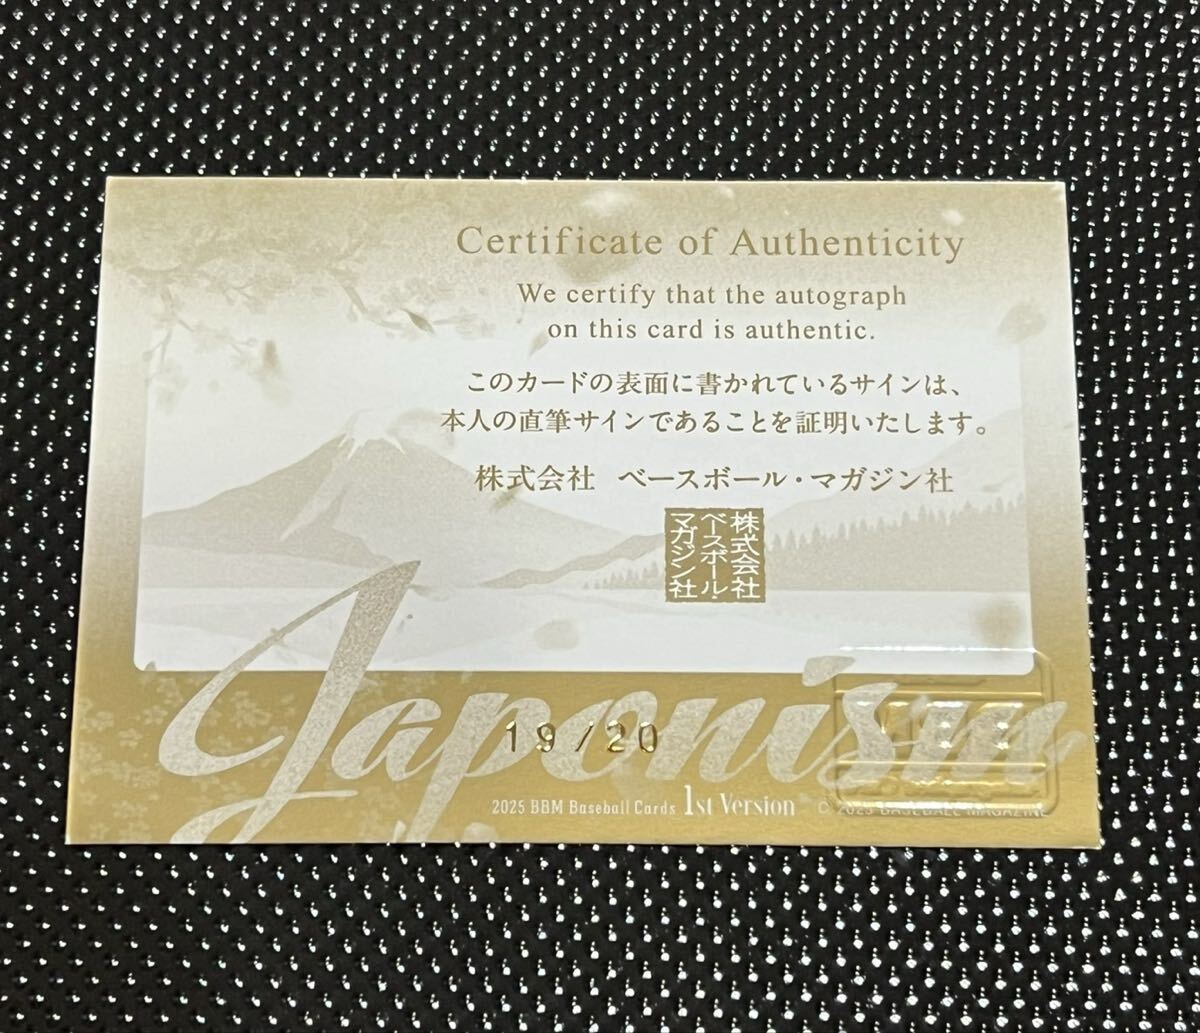 Certificate of Authenticity
We certify that the autograph
on this card is authentic.
このカードの表面に書かれているサインは、
本人の直筆サインであることを証明いたします。
株式会社 ベースボール・マガジン社
株式会社
ベースボール・
マガジン社
Japonism
19/20
2025 BBM Baseball Cards 1st Version
© 2025 BASEBALL MAGAZINE